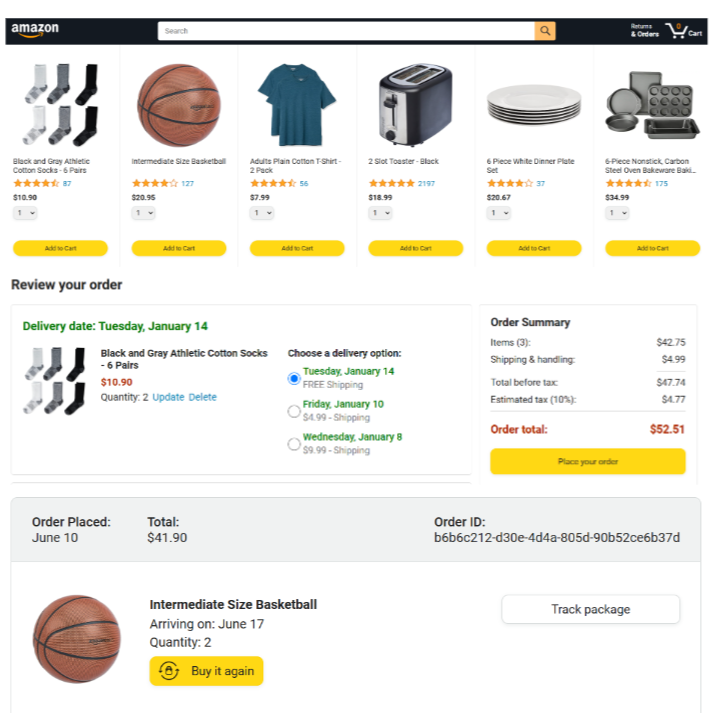 amazon
Search
Returns
& Orders
0
Cart
Black and Gray Athletic
Cotton Socks - 6 Pairs
87
$10.90
1
Add to Cart
Intermediate Size Basketball
127
$20.95
1
Add to Cart
Adults Plain Cotton T-Shirt -
2 Pack
56
$7.99
1
Add to Cart
2 Slot Toaster - Black
2197
$18.99
1
Add to Cart
6 Piece White Dinner Plate
Set
37
$20.67
1
Add to Cart
6-Piece Nonstick, Carbon
Steel Oven Bakeware Baki...
175
$34.99
1
Add to Cart
Review your order
Delivery date: Tuesday, January 14
Black and Gray Athletic Cotton Socks
- 6 Pairs
$10.90
Quantity: 2 Update Delete
Choose a delivery option:
Tuesday, January 14
FREE Shipping
Friday, January 10
$4.99 - Shipping
Wednesday, January 8
$9.99 - Shipping
Order Summary
Items (3): $42.75
Shipping & handling: $4.99
Total before tax: $47.74
Estimated tax (10%): $4.77
Order total: $52.51
Place your order
Order Placed:
June 10
Total:
$41.90
Order ID:
b6b6c212-d30e-4d4a-805d-90b52ce6b37d
Intermediate Size Basketball
Arriving on: June 17
Quantity: 2
Buy it again
Track package